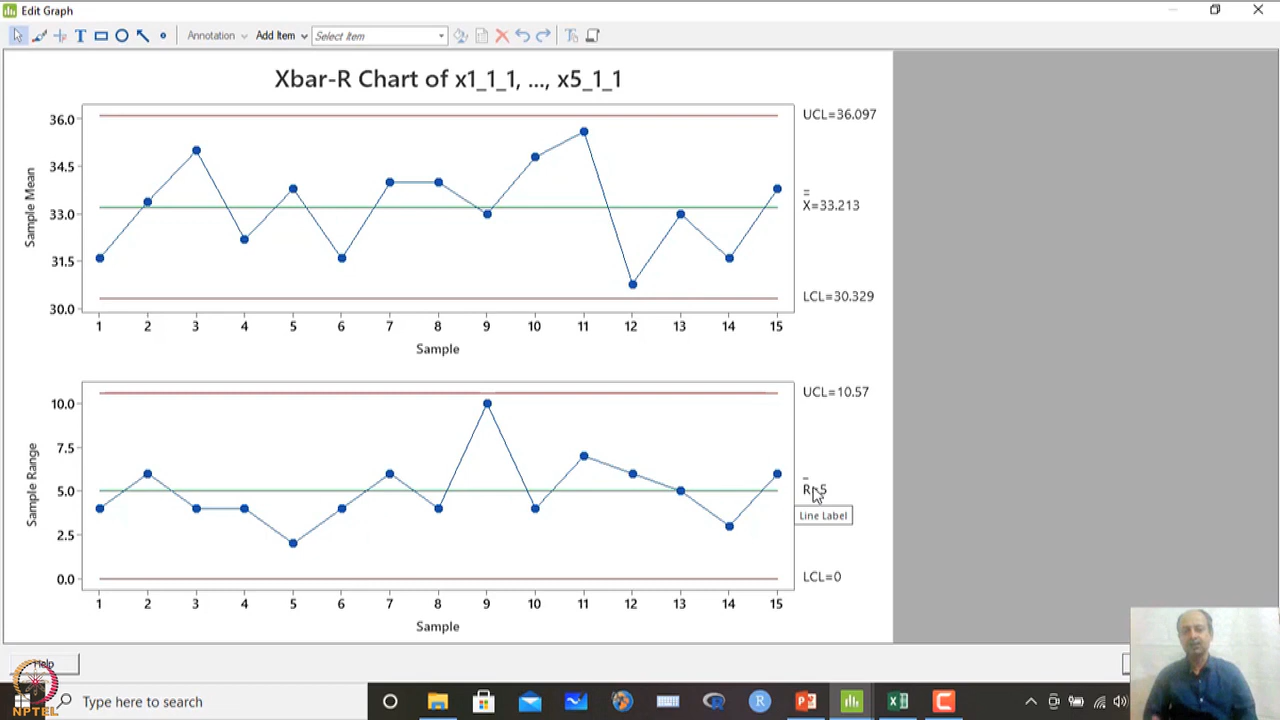 Edit Graph
Annotation Add Item Select Item
Xbar-R Chart of x1_1_1, ..., x5_1_1
UCL=36.097
X=33.213
LCL=30.329
Sample Mean
36.0
34.5
33.0
31.5
30.0
1 2 3 4 5 6 7 8 9 10 11 12 13 14 15
Sample
UCL=10.57
LCL=0
Line Label
Sample Range
10.0
7.5
5.0
2.5
0.0
1 2 3 4 5 6 7 8 9 10 11 12 13 14 15
Sample
Help
NPTEL
Type here to search